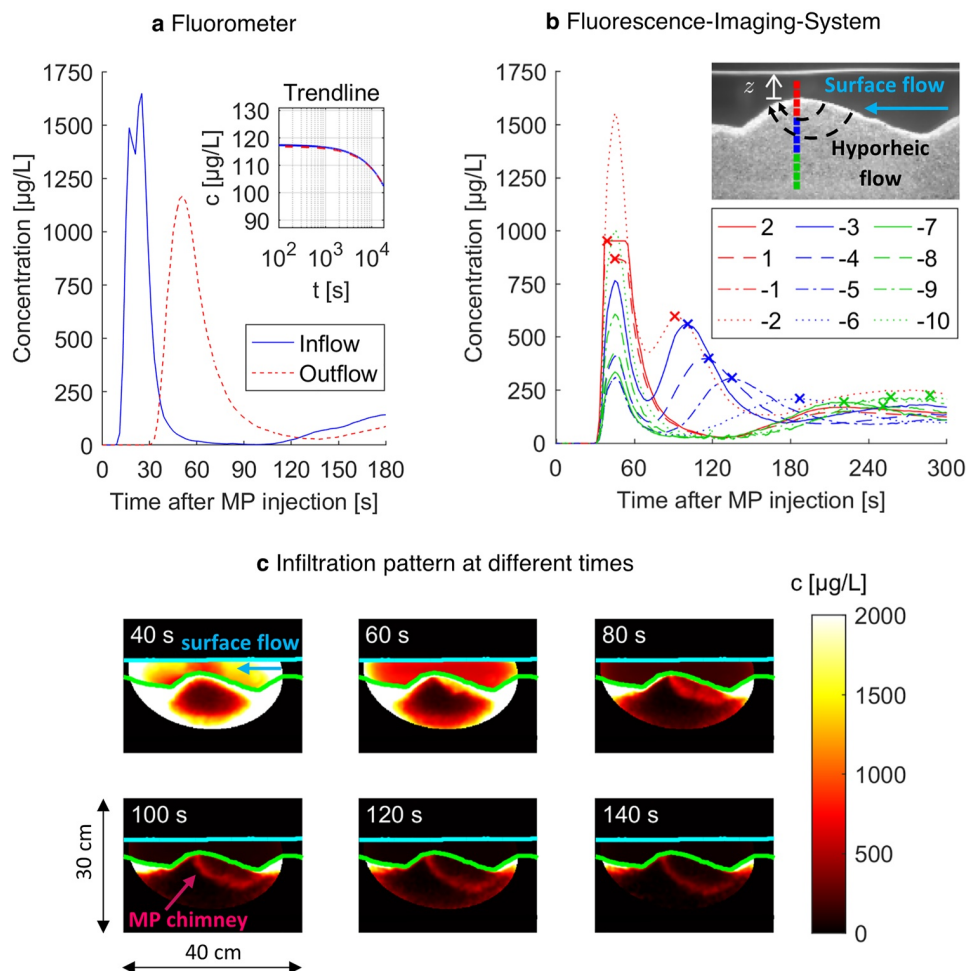 a Fluorometer
1750
1500
1250
1000
750
500
250
0
Concentration [µg/L]
0 30 60 90 120 150 180
Time after MP injection [s]
Trendline
130
120
110
100
90
c [µg/L]
10² 10³ 10⁴
t [s]
Inflow
Outflow
b Fluorescence-Imaging-System
1750
1500
1250
1000
750
500
250
0
Concentration [µg/L]
0 60 120 180 240 300
Time after MP injection [s]
z
Surface flow
Hyporheic
flow
2 -3 -7
1 -4 -8
-1 -5 -9
-2 -6 -10
c Infiltration pattern at different times
40 s
surface flow
60 s
80 s
100 s
MP chimney
120 s
140 s
30 cm
40 cm
c [µg/L]
2000
1500
1000
500
0